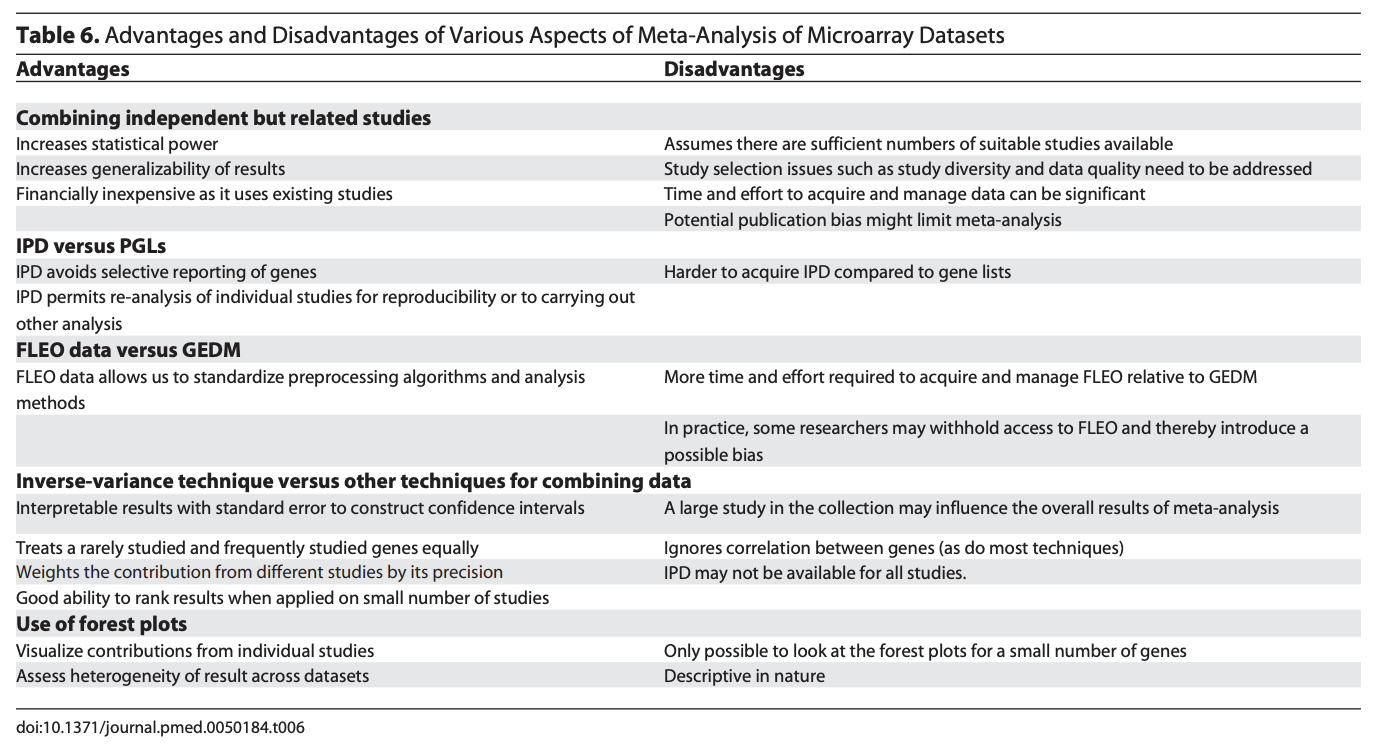 Table 6. Advantages and Disadvantages of Various Aspects of Meta-Analysis of Microarray Datasets
Advantages Disadvantages
Combining independent but related studies
Increases statistical power Assumes there are sufficient numbers of suitable studies available
Increases generalizability of results Study selection issues such as study diversity and data quality need to be addressed
Financially inexpensive as it uses existing studies Time and effort to acquire and manage data can be significant
Potential publication bias might limit meta-analysis
IPD versus PGLs
IPD avoids selective reporting of genes Harder to acquire IPD compared to gene lists
IPD permits re-analysis of individual studies for reproducibility or to carrying out
other analysis
FLEO data versus GEDM
FLEO data allows us to standardize preprocessing algorithms and analysis More time and effort required to acquire and manage FLEO relative to GEDM
methods
In practice, some researchers may withhold access to FLEO and thereby introduce a
possible bias
Inverse-variance technique versus other techniques for combining data
Interpretable results with standard error to construct confidence intervals A large study in the collection may influence the overall results of meta-analysis
Treats a rarely studied and frequently studied genes equally Ignores correlation between genes (as do most techniques)
Weights the contribution from different studies by its precision IPD may not be available for all studies.
Good ability to rank results when applied on small number of studies
Use of forest plots
Visualize contributions from individual studies Only possible to look at the forest plots for a small number of genes
Assess heterogeneity of result across datasets Descriptive in nature
doi:10.1371/journal.pmed.0050184.t006